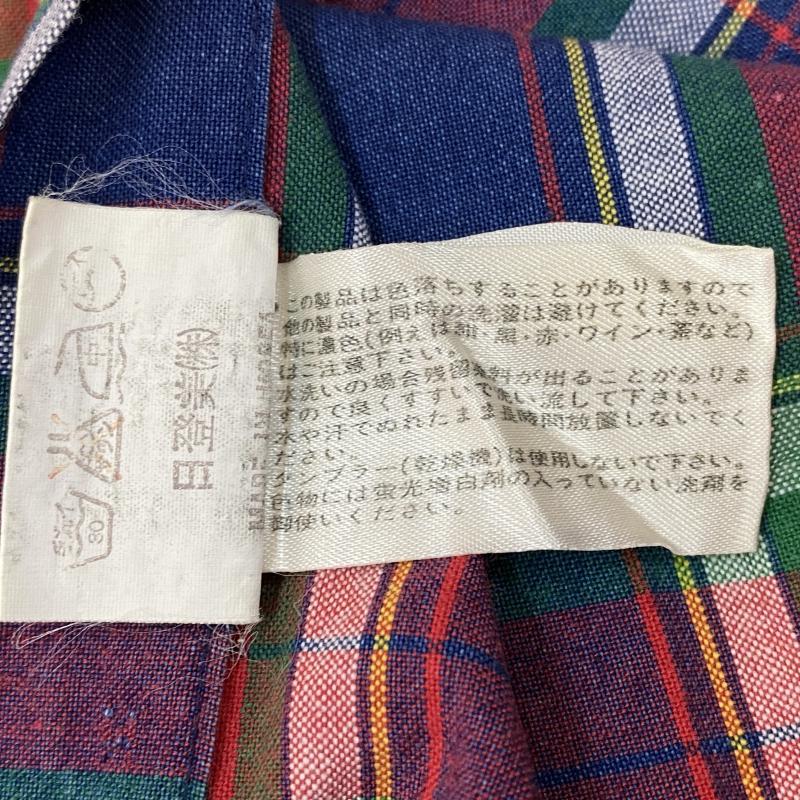 この製品は色落ちすることがありますので
他の製品と同時の洗濯は避けてください。
特に濃色(例えば紺・黒・赤・ワイン・茶など)
はご注意下さい。
水洗いの場合残留染料が出ることがありま
すので良くすすいで洗い流して下さい。
水や汗でぬれたまま長時間放置しないでく
ださい。
タンブラー(乾燥機)は使用しないで下さい。
色物には蛍光増白剤の入っていない洗剤を
御使いください。
日登美(株)
MADE IN
中
30